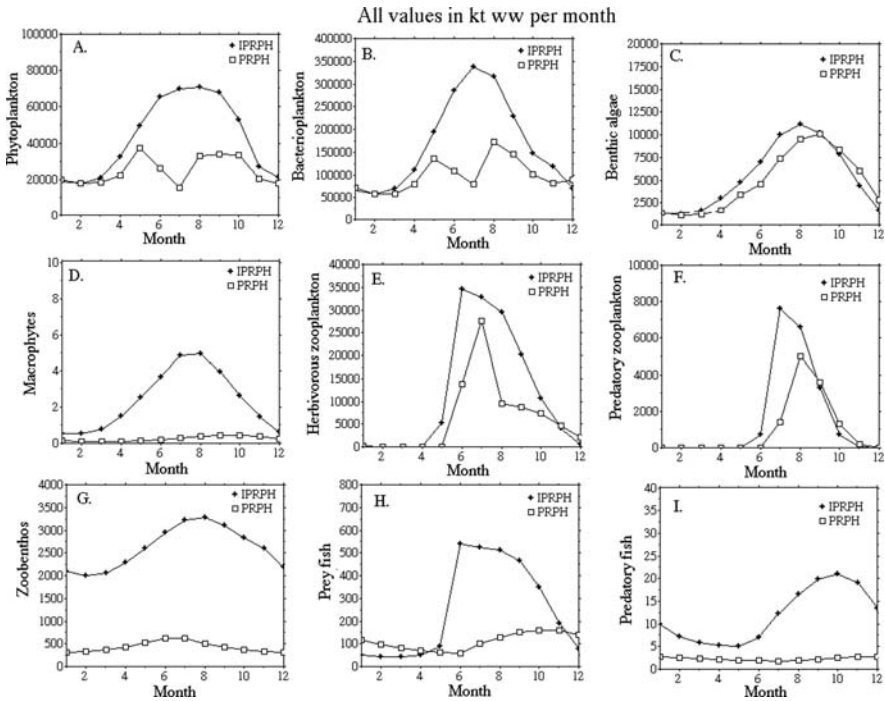 All values in kt ww per month
A.
IPRPH
PRPH
Phytoplankton
100000
80000
60000
40000
20000
0
2 4 6 8 10 12
Month
B.
IPRPH
PRPH
Bacterioplankton
400000
350000
300000
250000
200000
150000
100000
50000
0
2 4 6 8 10 12
Month
C.
IPRPH
PRPH
Benthic algae
20000
17500
15000
12500
10000
7500
5000
2500
0
2 4 6 8 10 12
Month
D.
IPRPH
PRPH
Macrophytes
10
8
6
4
2
0
2 4 6 8 10 12
Month
E.
IPRPH
PRPH
Herbivorous zooplankton
40000
35000
30000
25000
20000
15000
10000
5000
0
2 4 6 8 10 12
Month
F.
IPRPH
PRPH
Predatory zooplankton
10000
8000
6000
4000
2000
0
2 4 6 8 10 12
Month
G.
IPRPH
PRPH
Zoobenthos
4000
3500
3000
2500
2000
1500
1000
500
0
2 4 6 8 10 12
Month
H.
IPRPH
PRPH
Prey fish
800
700
600
500
400
300
200
100
0
2 4 6 8 10 12
Month
I.
IPRPH
PRPH
Predatory fish
40
35
30
25
20
15
10
5
0
2 4 6 8 10 12
Month